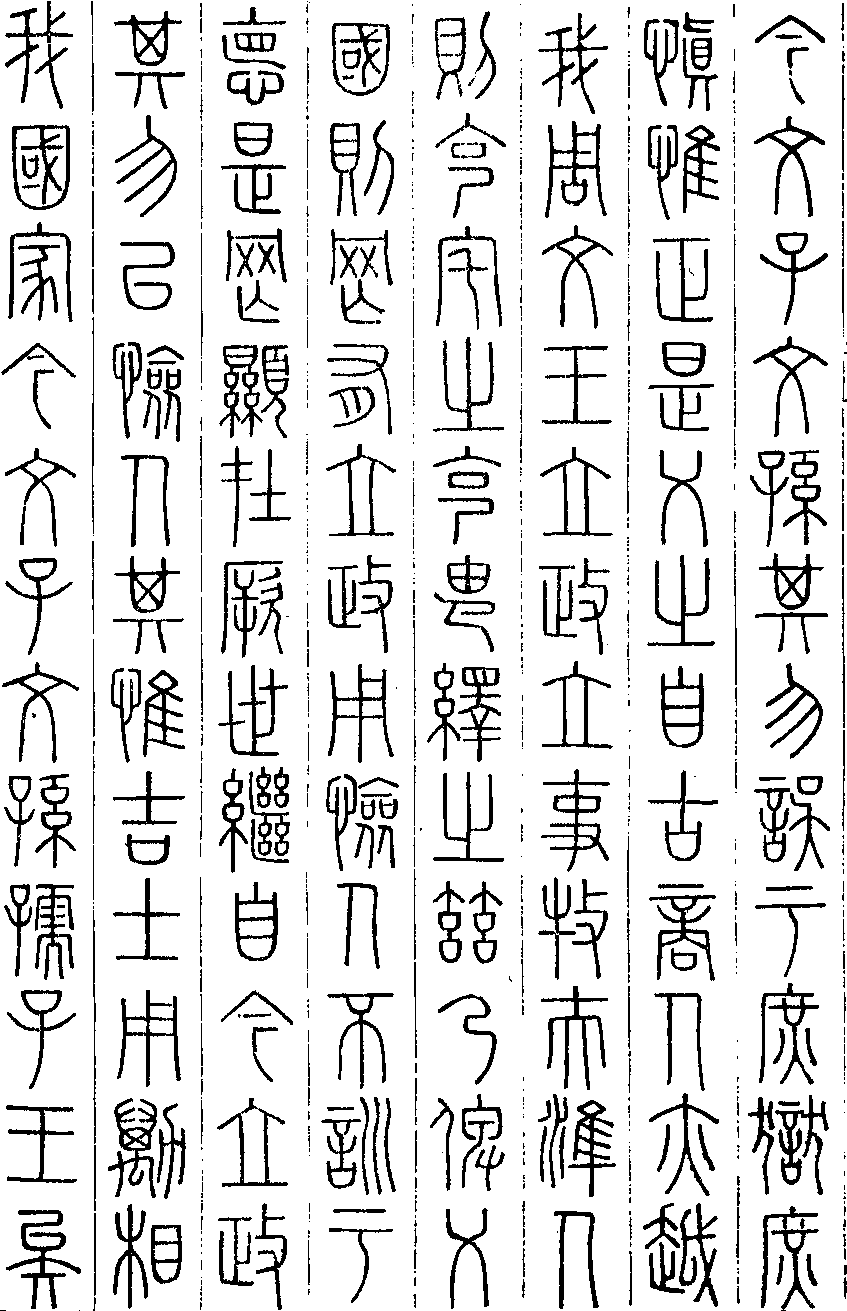 今文子文孫其勿誤于庶獄庶
慎惟正是乂之自古商人亦越
我周文王立政立事牧夫準人
則克宅之克由繹之茲乃俾乂
國則罔有立政用憸人不訓于
悳是罔顯在厥世繼自今立政
其勿以憸人其惟吉士用勱相
我國家今文子文孫孺子王矣